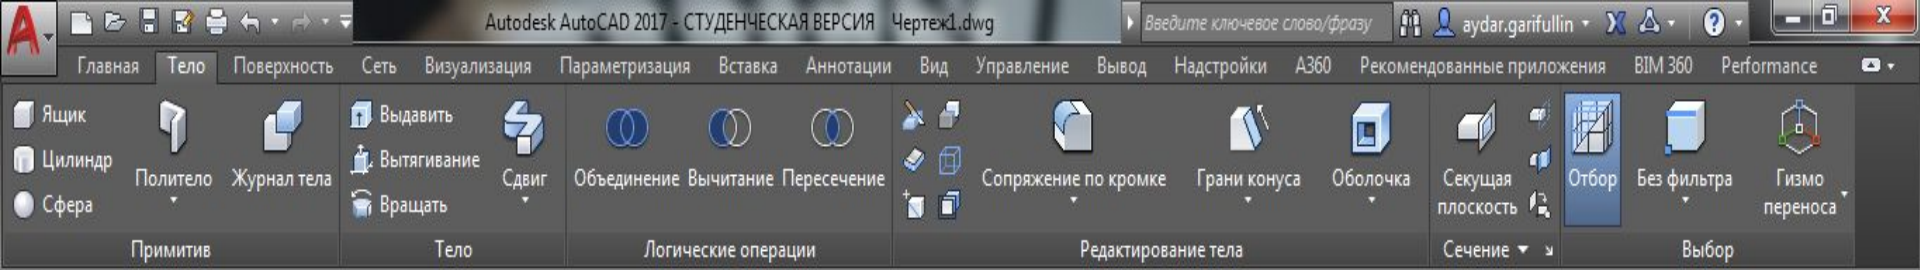 Autodesk AutoCAD 2017 - СТУДЕНЧЕСКАЯ ВЕРСИЯ Чертеж1.dwg
Введите ключевое слово/фразу
aydar.garifullin
Главная Тело Поверхность Сеть Визуализация Параметризация Вставка Аннотации Вид Управление Вывод Надстройки A360 Рекомендованные приложения BIM 360 Performance
Ящик
Цилиндр
Сфера
Политело
Журнал тела
Примитив
Выдавить
Вытягивание
Вращать
Сдвиг
Тело
Объединение Вычитание Пересечение
Логические операции
Сопряжение по кромке
Грани конуса
Оболочка
Редактирование тела
Секущая
плоскость
Сечение
Отбор
Без фильтра
Гизмо
переноса
Выбор